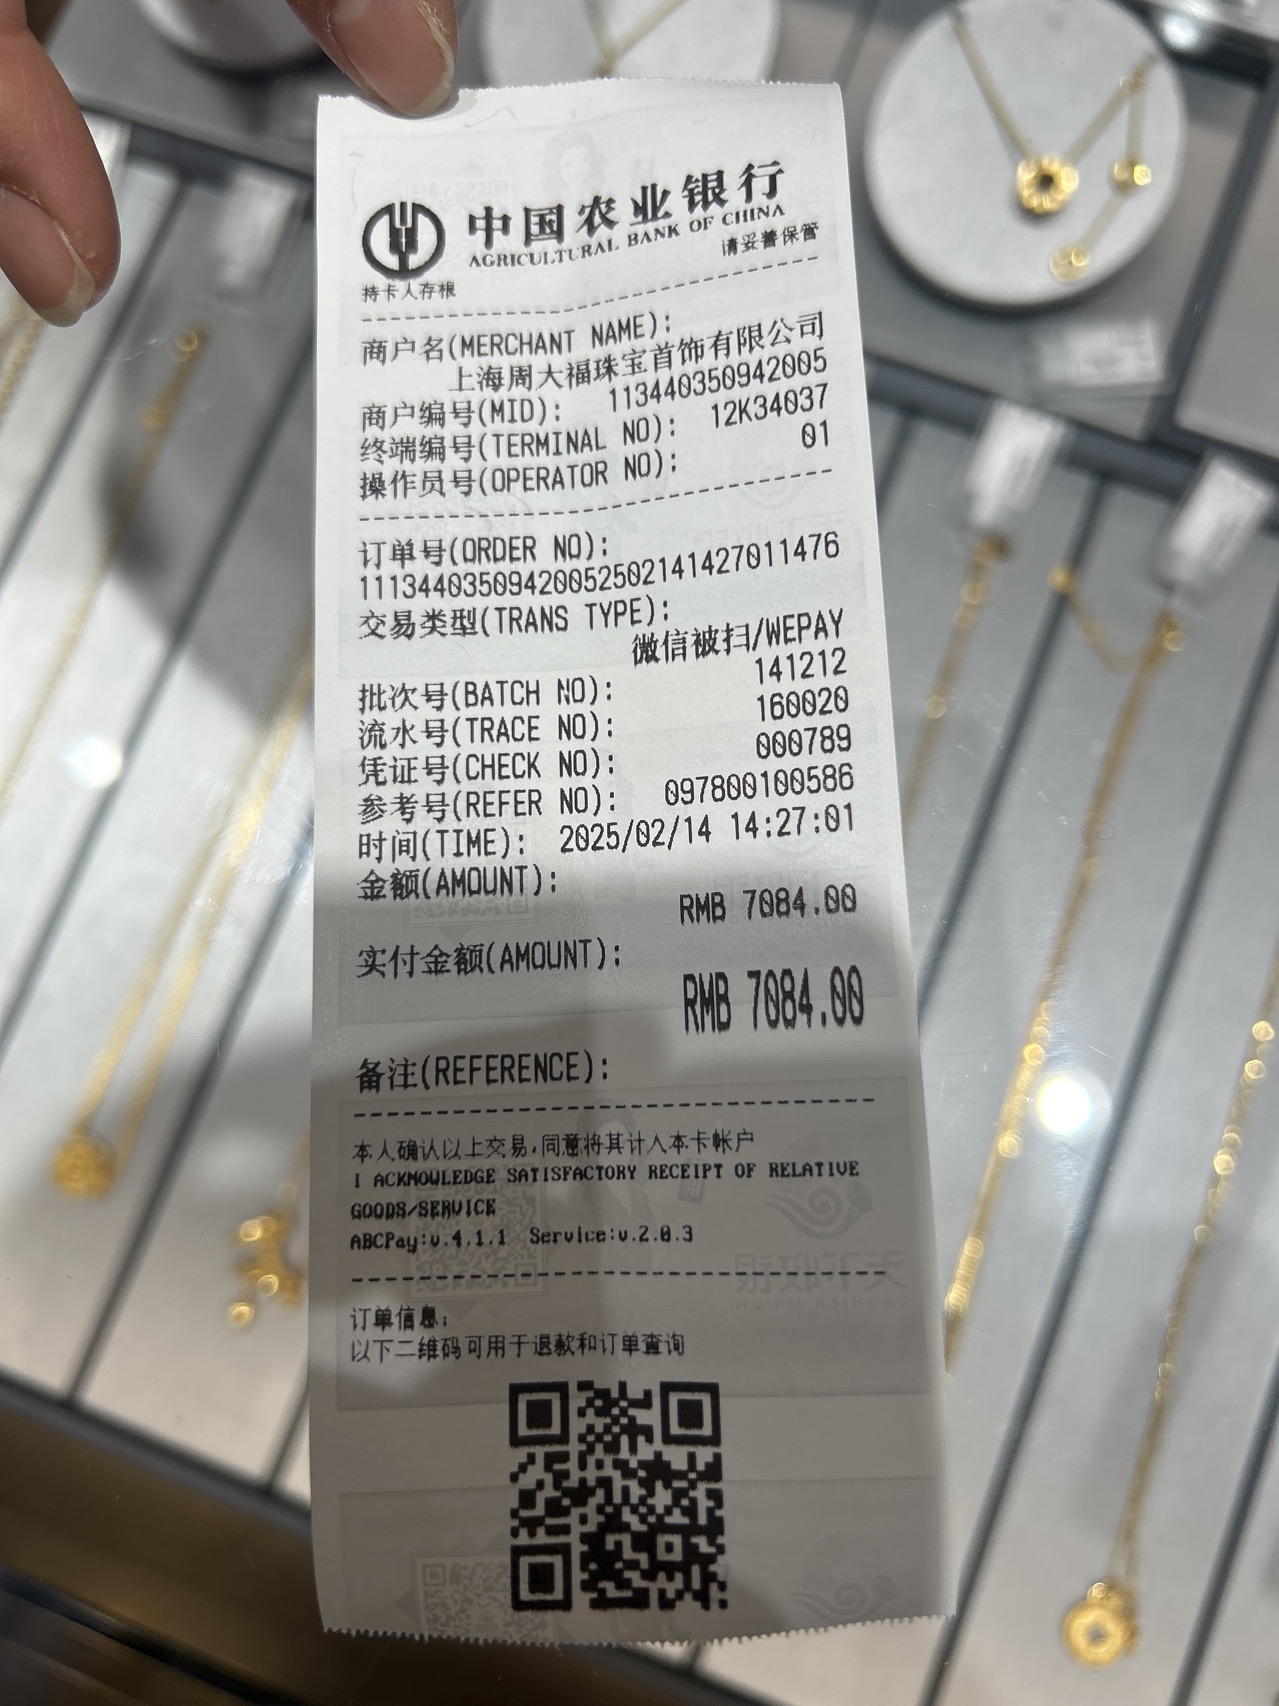 中国农业银行
AGRICULTURAL BANK OF CHINA
持卡人存根
请妥善保管
商户名(MERCHANT NAME):
上海周大福珠宝首饰有限公司
商户编号(MID): 113440350942005
终端编号(TERMINAL NO): 12K34037
操作员号(OPERATOR NO): 01
订单号(ORDER NO):
11134403509420052502141427011476
交易类型(TRANS TYPE):
微信被扫/WEPAY
批次号(BATCH NO): 141212
流水号(TRACE NO): 160020
凭证号(CHECK NO): 000789
参考号(REFER NO): 097800100586
时间(TIME): 2025/02/14 14:27:01
金额(AMOUNT):
RMB 7084.00
实付金额(AMOUNT):
RMB 7084.00
备注(REFERENCE):
本人确认以上交易,同意将其计入本卡帐户
I ACKNOWLEDGE SATISFACTORY RECEIPT OF RELATIVE
GOODS/SERVICE
ABCPay:v.4.1.1 Service:v.2.0.3
订单信息:
以下二维码可用于退款和订单查询